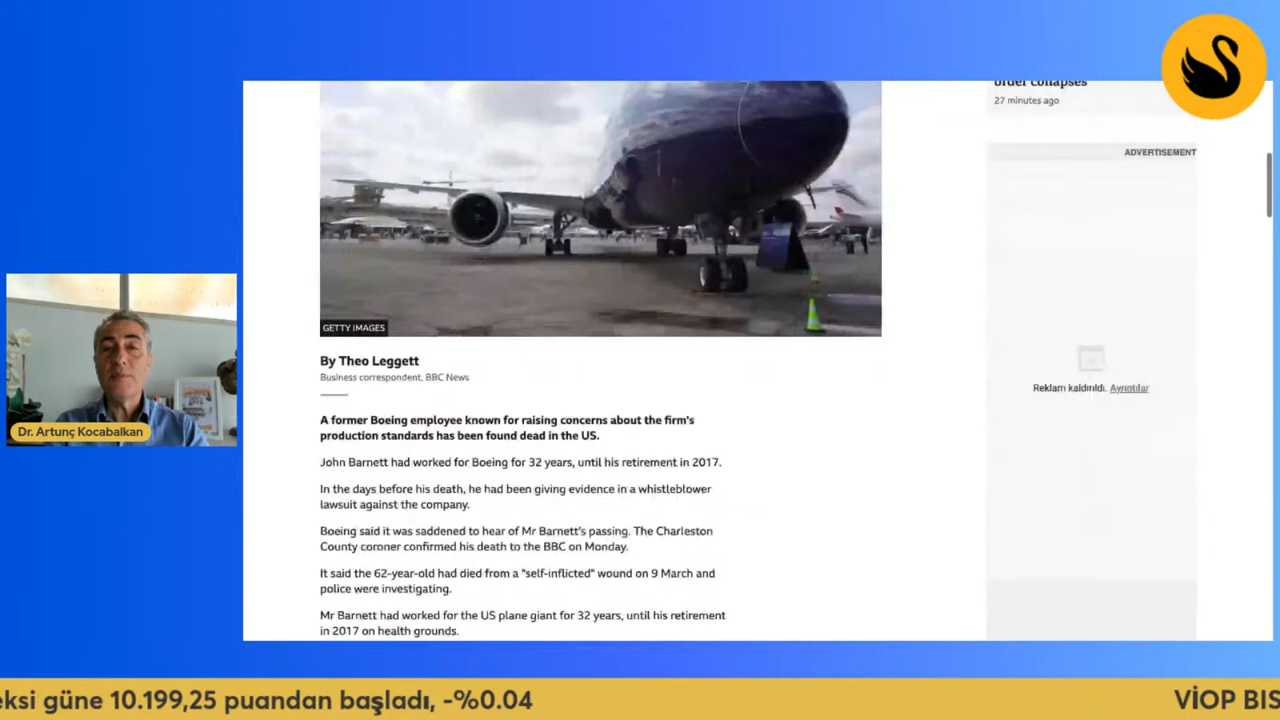 order collapses
27 minutes ago
ADVERTISEMENT
Reklam kaldırıldı. Ayrıntılar
GETTY IMAGES
By Theo Leggett
Business correspondent, BBC News
A former Boeing employee known for raising concerns about the firm's
production standards has been found dead in the US.
John Barnett had worked for Boeing for 32 years, until his retirement in 2017.
In the days before his death, he had been giving evidence in a whistleblower
lawsuit against the company.
Boeing said it was saddened to hear of Mr Barnett's passing. The Charleston
County coroner confirmed his death to the BBC on Monday.
It said the 62-year-old had died from a "self-inflicted" wound on 9 March and
police were investigating.
Mr Barnett had worked for the US plane giant for 32 years, until his retirement
in 2017 on health grounds.
Dr. Artunç Kocabalkan
eksi güne 10.199,25 puandan başladı, -%0.04
VİOP BIS